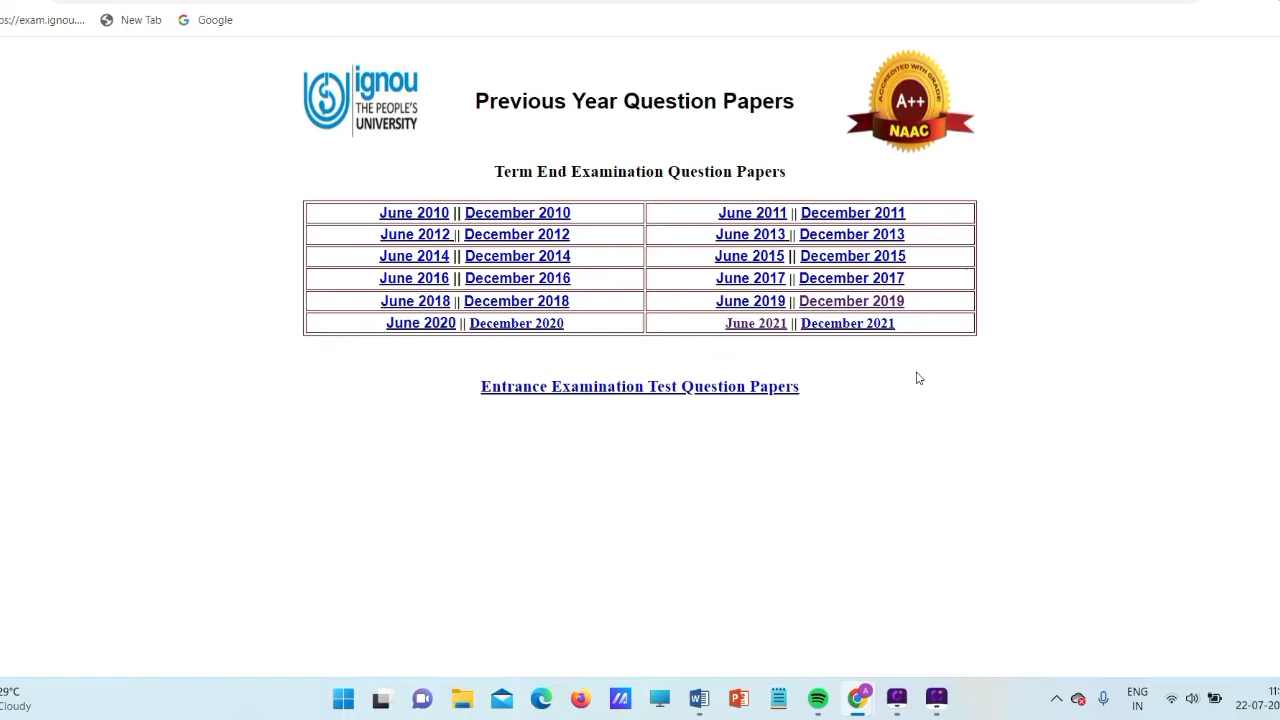 ps://exam.ignou.... New Tab Google
ignou
THE PEOPLE'S
UNIVERSITY
Previous Year Question Papers
ACCREDITED WITH GRADE
A++
NAAC
Term End Examination Question Papers
June 2010 || December 2010 June 2011 || December 2011
June 2012 || December 2012 June 2013 || December 2013
June 2014 || December 2014 June 2015 || December 2015
June 2016 || December 2016 June 2017 || December 2017
June 2018 || December 2018 June 2019 || December 2019
June 2020 || December 2020 June 2021 || December 2021
Entrance Examination Test Question Papers
29°C
Cloudy
ENG
IN
22-07-20